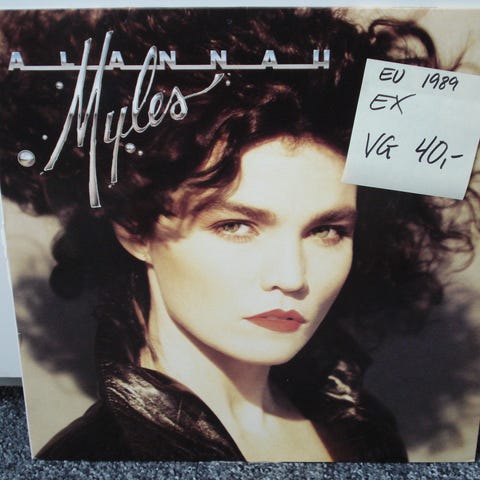 ALANNAH
Myles
EU 1989
EX
VG 40,-